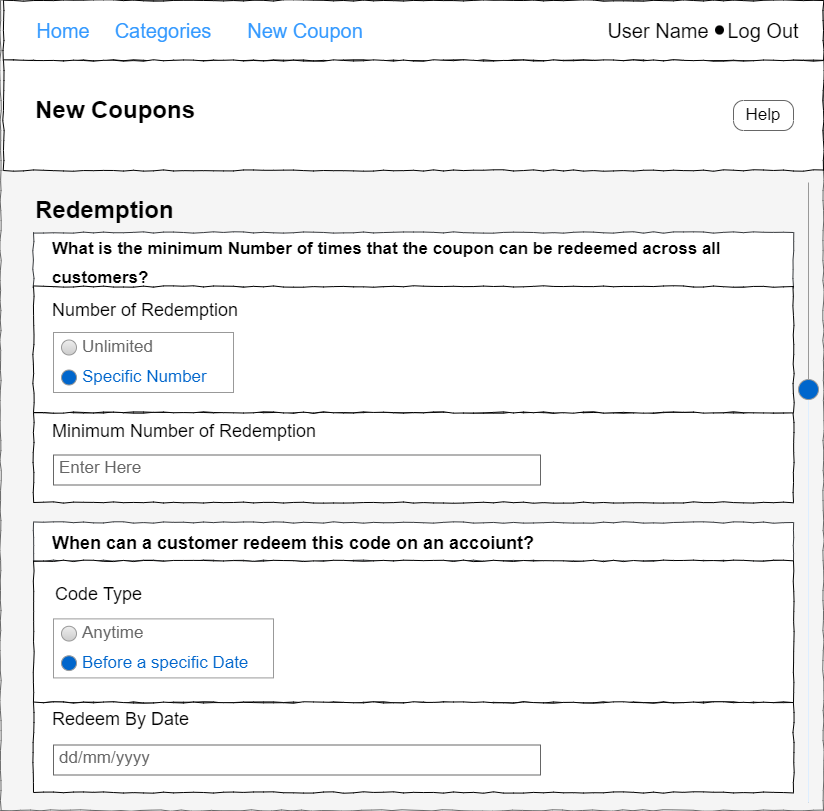 Home Categories New Coupon User Name ● Log Out
New Coupons
Help
Redemption
What is the minimum Number of times that the coupon can be redeemed across all
customers?
Number of Redemption
Unlimited
Specific Number
Minimum Number of Redemption
Enter Here
When can a customer redeem this code on an accoiunt?
Code Type
Anytime
Before a specific Date
Redeem By Date
dd/mm/yyyy